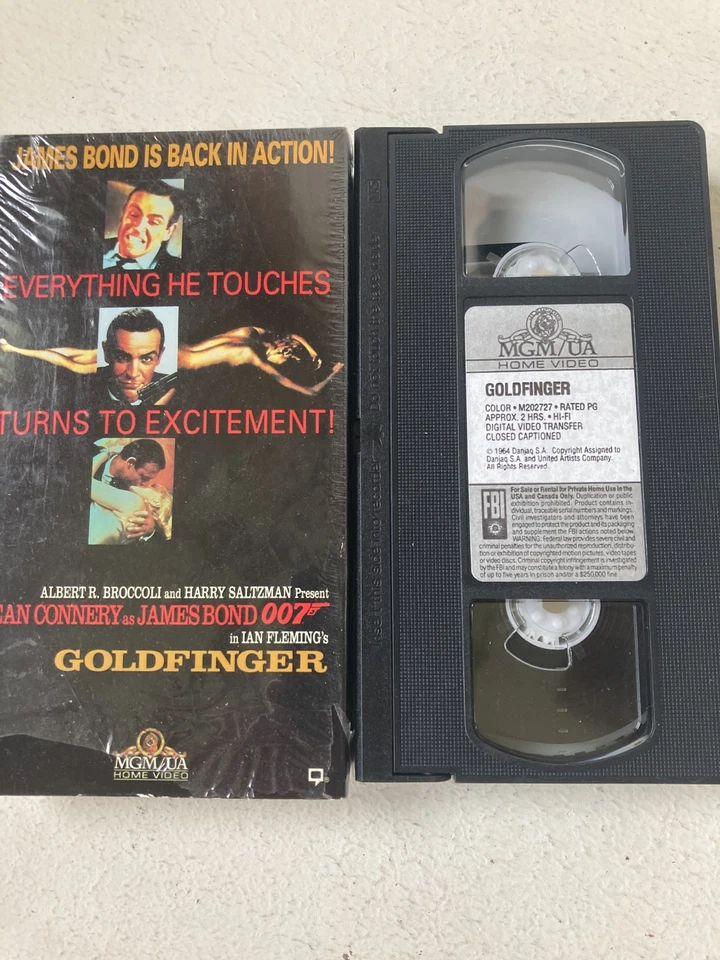 JAMES BOND IS BACK IN ACTION!
EVERYTHING HE TOUCHES
TURNS TO EXCITEMENT!
ALBERT R. BROCCOLI and HARRY SALTZMAN Present
EAN CONNERY as JAMES BOND 007
in IAN FLEMING's
GOLDFINGER
MGM/UA
HOME VIDEO
MGM/UA
HOME VIDEO
GOLDFINGER
COLOR • M202727 • RATED PG
APPROX. 2 HRS. • HI-FI
DIGITAL VIDEO TRANSFER
CLOSED CAPTIONED
© 1964 Danjaq S.A. Copyright Assigned to
Danjaq S.A. and United Artists Company.
All Rights Reserved.
FBI
For Sale or Rental for Private Home Use in the
USA and Canada Only. Duplication or public
exhibition prohibited. Product contains in-
dividual, traceable serial numbers and markings.
Civil investigators and attorneys have been
engaged to protect the product and its packaging
and supplement the FBI actions noted below.
WARNING: Federal law provides severe civil and
criminal penalties for the unauthorized reproduction, distribu-
tion or exhibition of copyrighted motion pictures, video tapes
or video discs. Criminal copyright infringement is investigated
by the FBI and may constitute a felony with a maximum penalty
of up to five years in prison and/or a $250,000 fine.